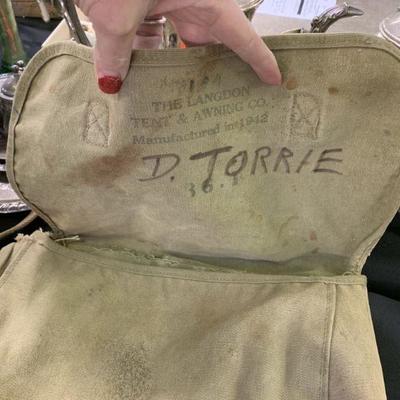 THE LANGDON
TENT & AWNING CO.
Manufactured in 1942
D. TORRIE